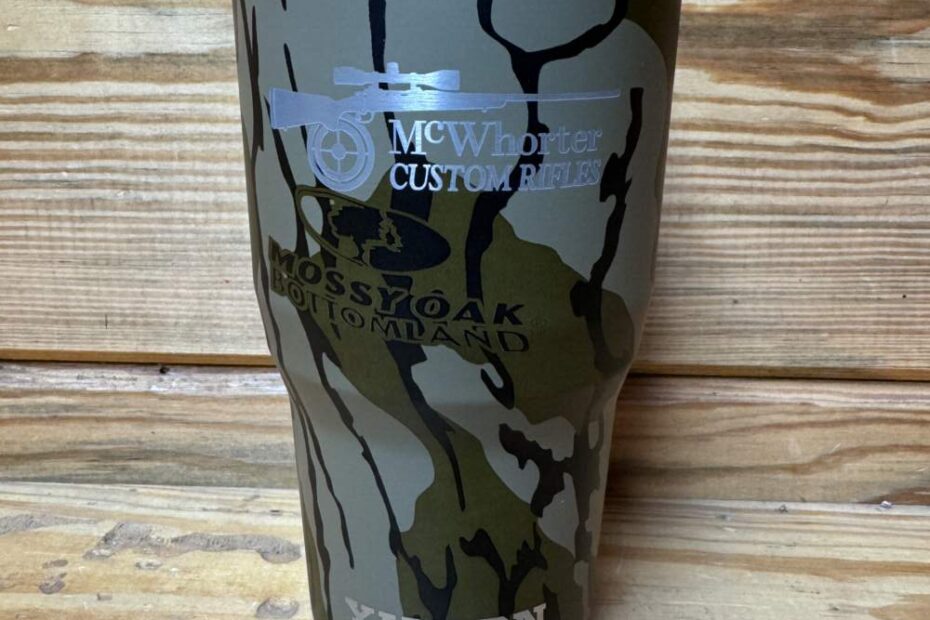 McWhorter
CUSTOM RIFLES
MOSSY OAK
BOTTOMLAND